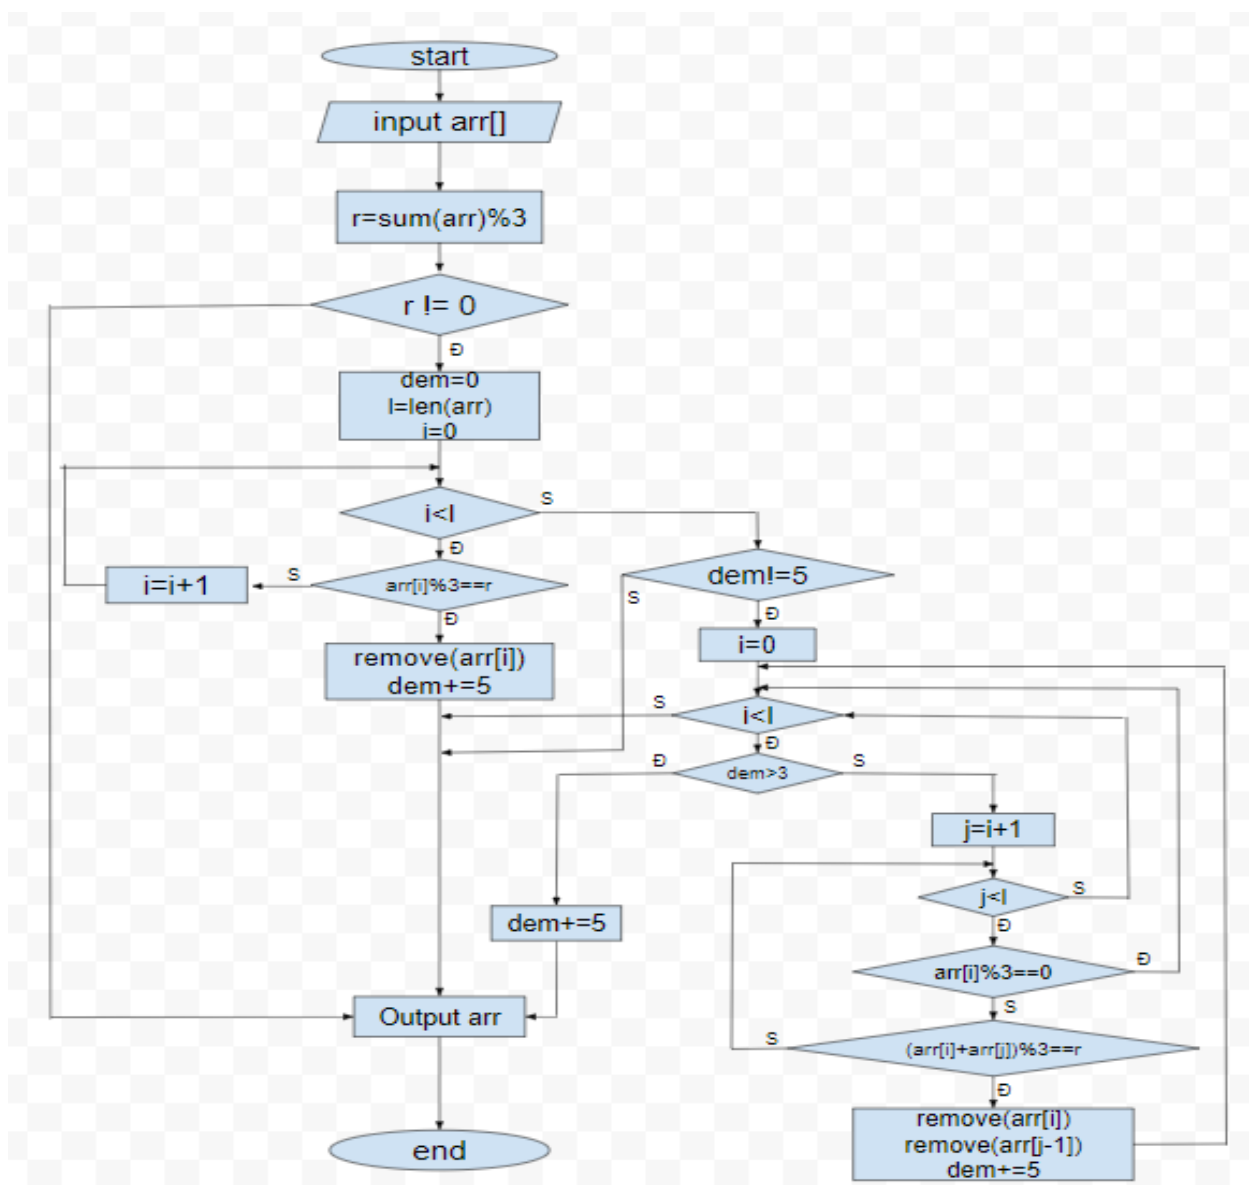 start
input arr[]
r=sum(arr)%3
r != 0
Đ
dem=0
l=len(arr)
i=0
i<l
S
Đ
arr[i]%3==r
S
i=i+1
Đ
remove(arr[i])
dem+=5
dem!=5
S
Đ
i=0
i<l
S
Đ
dem>3
Đ
S
j=i+1
j<l
S
Đ
dem+=5
arr[i]%3==0
Đ
S
(arr[i]+arr[j])%3==r
S
Đ
remove(arr[i])
remove(arr[j-1])
dem+=5
Output arr
end